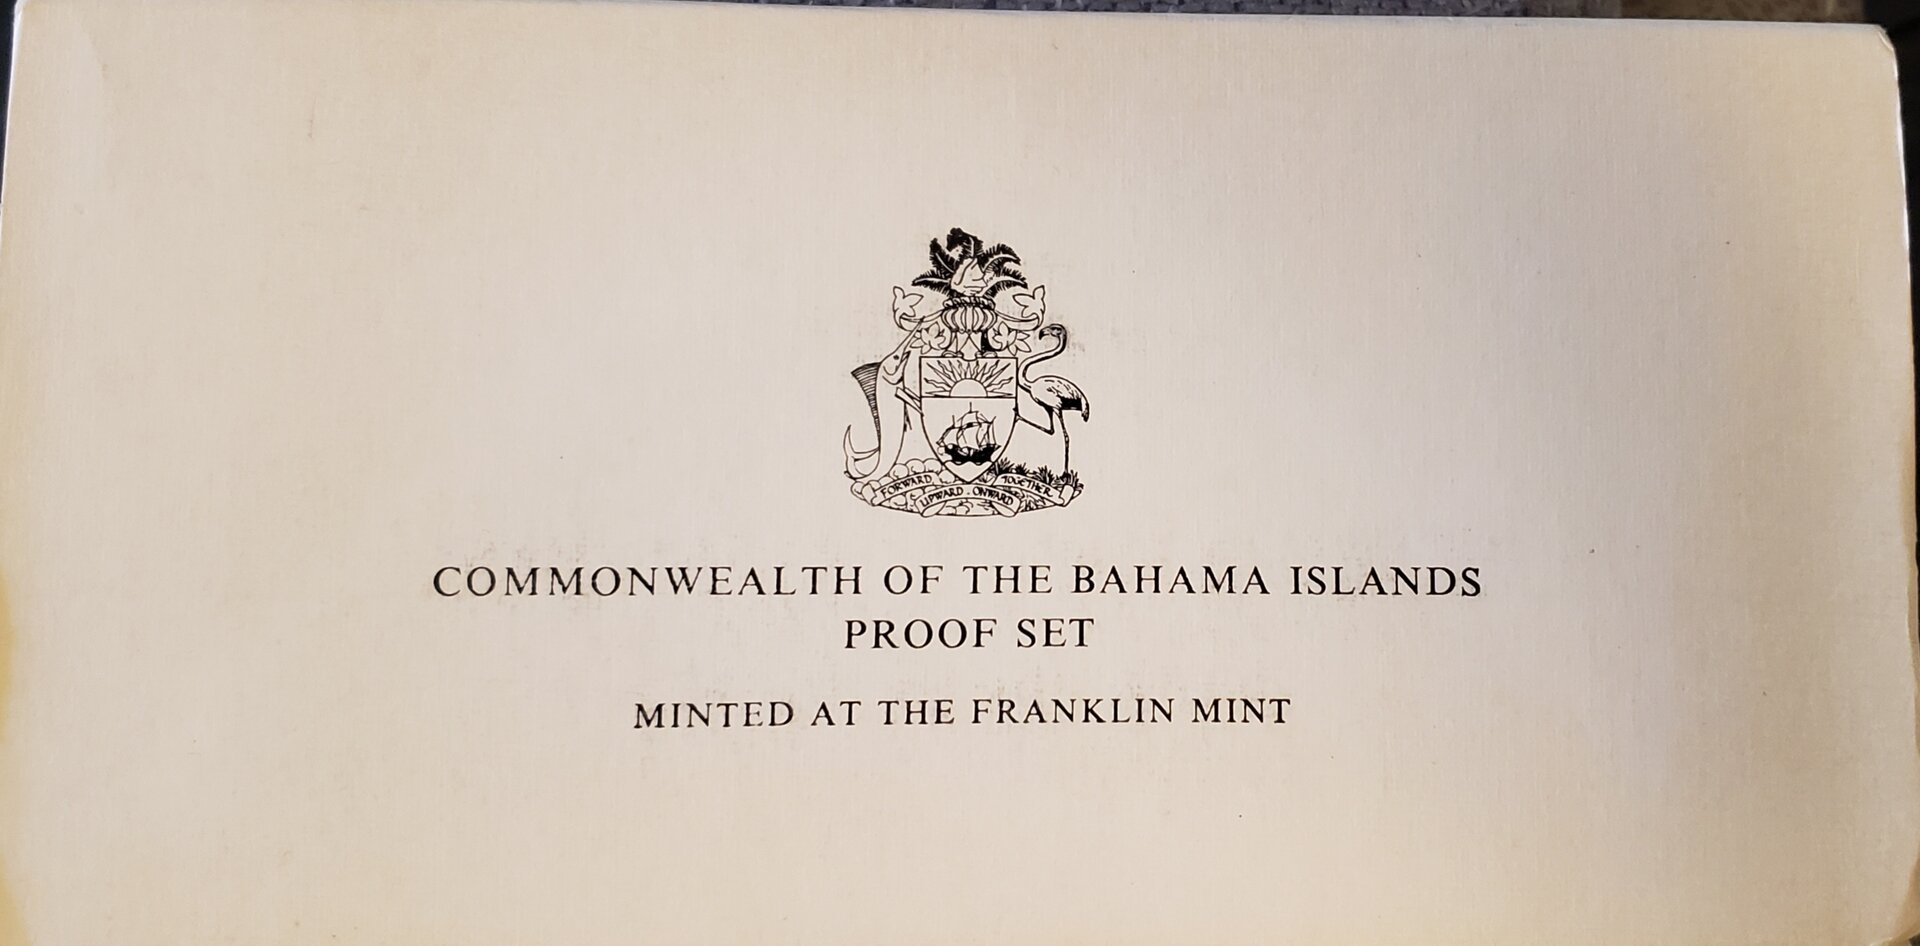 FORWARD UPWARD . ONWARD TOGETHER
COMMONWEALTH OF THE BAHAMA ISLANDS
PROOF SET
MINTED AT THE FRANKLIN MINT